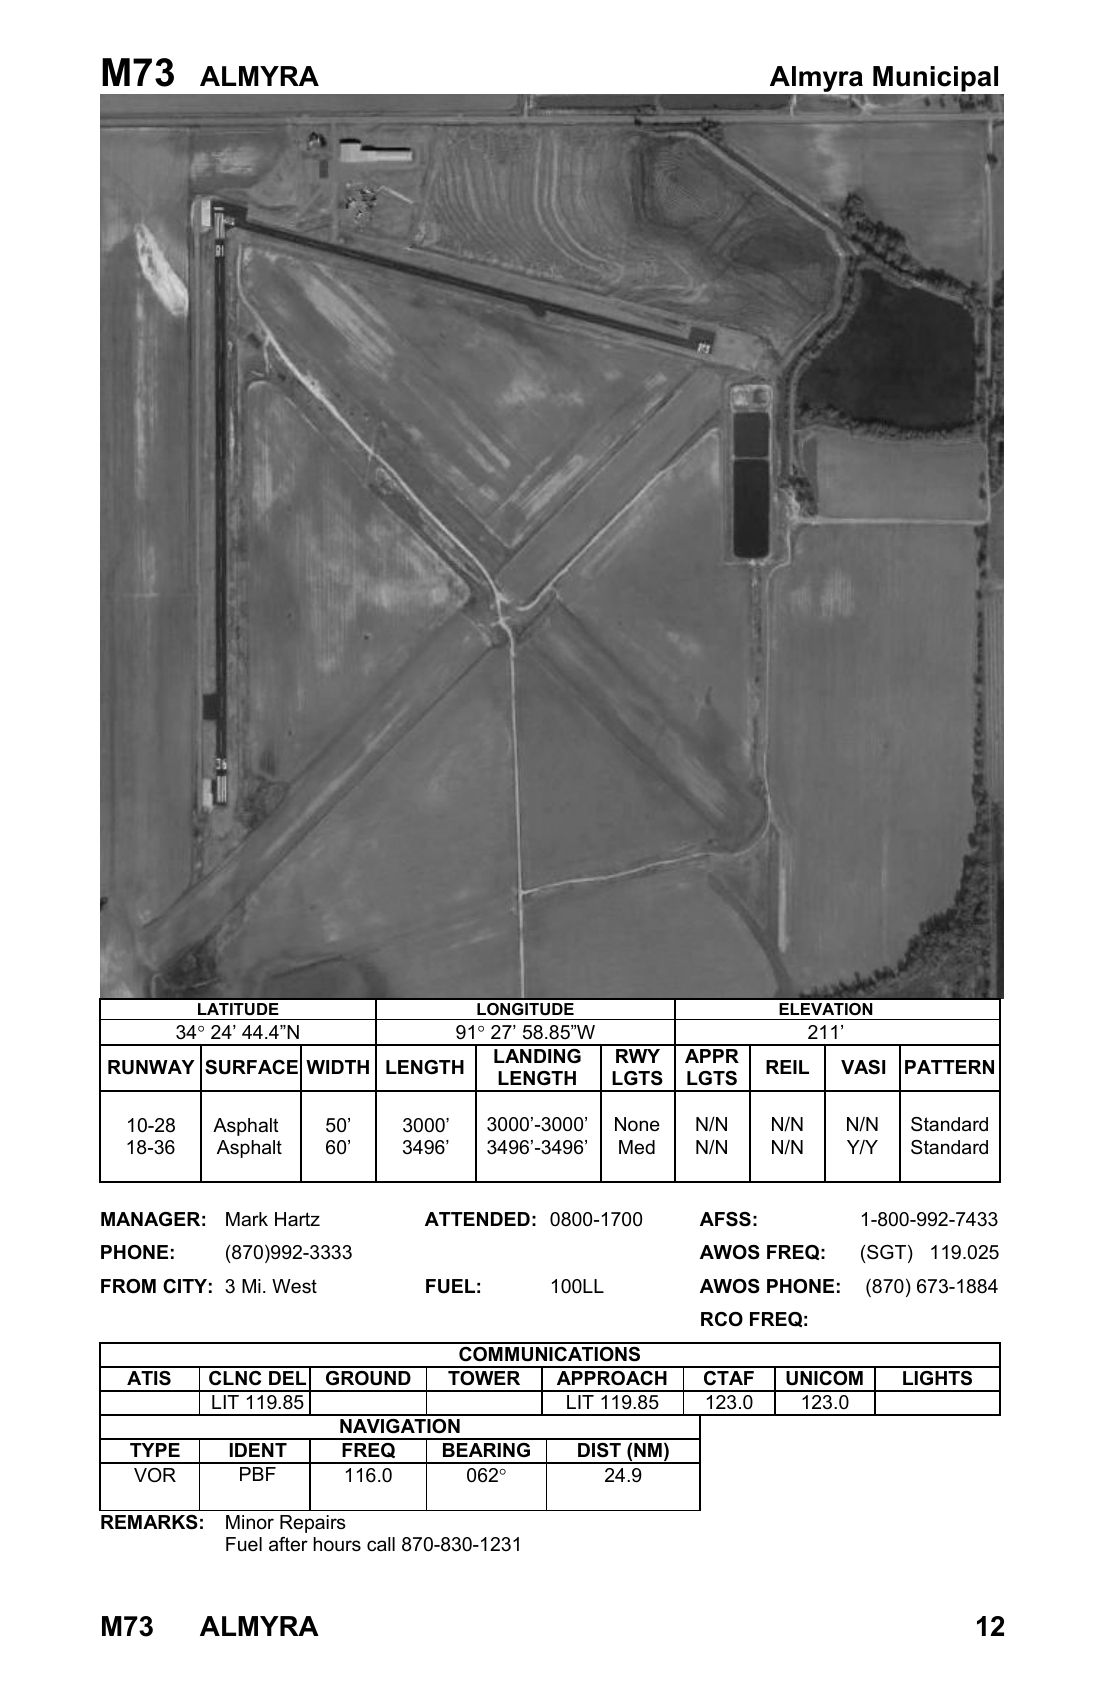 M73 ALMYRA Almyra Municipal
18
36
LATITUDE LONGITUDE ELEVATION
34° 24’ 44.4”N 91° 27’ 58.85”W 211’
RUNWAY SURFACE WIDTH LENGTH LANDING LENGTH RWY LGTS APPR LGTS REIL VASI PATTERN
10-28 Asphalt 50’ 3000’ 3000’-3000’ None N/N N/N N/N Standard
18-36 Asphalt 60’ 3496’ 3496’-3496’ Med N/N N/N Y/Y Standard
MANAGER: Mark Hartz ATTENDED: 0800-1700 AFSS: 1-800-992-7433
PHONE: (870)992-3333 AWOS FREQ: (SGT) 119.025
FROM CITY: 3 Mi. West FUEL: 100LL AWOS PHONE: (870) 673-1884
RCO FREQ:
COMMUNICATIONS
ATIS CLNC DEL GROUND TOWER APPROACH CTAF UNICOM LIGHTS
LIT 119.85 LIT 119.85 123.0 123.0
NAVIGATION
TYPE IDENT FREQ BEARING DIST (NM)
VOR PBF 116.0 062° 24.9
REMARKS: Minor Repairs
Fuel after hours call 870-830-1231
M73 ALMYRA 12